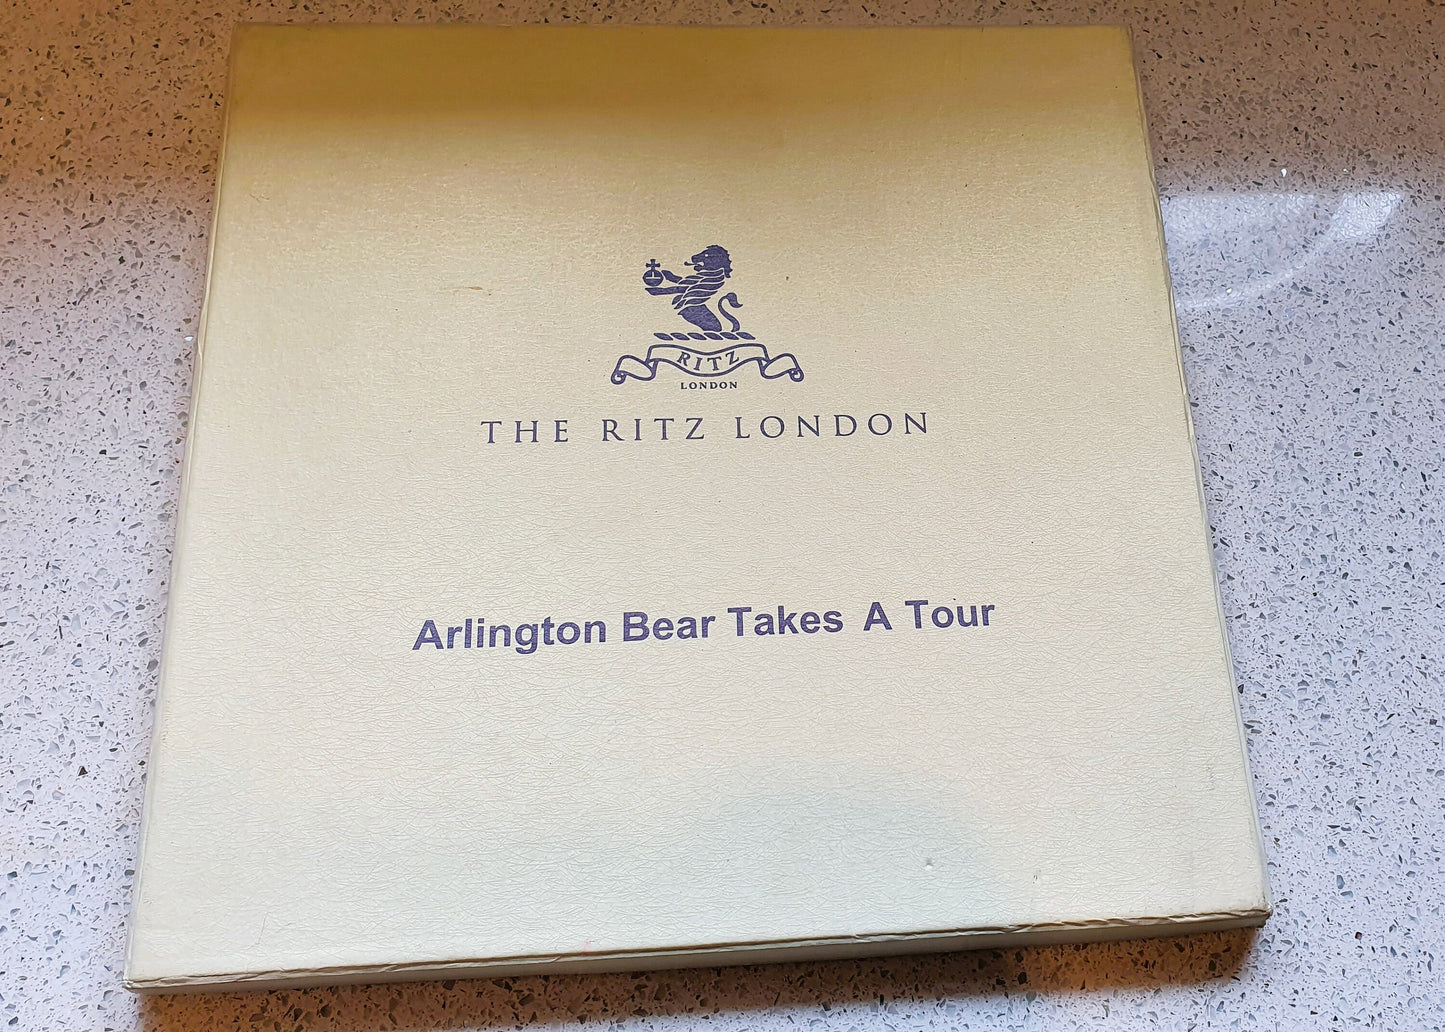 RITZ
LONDON
THE RITZ LONDON
Arlington Bear Takes A Tour